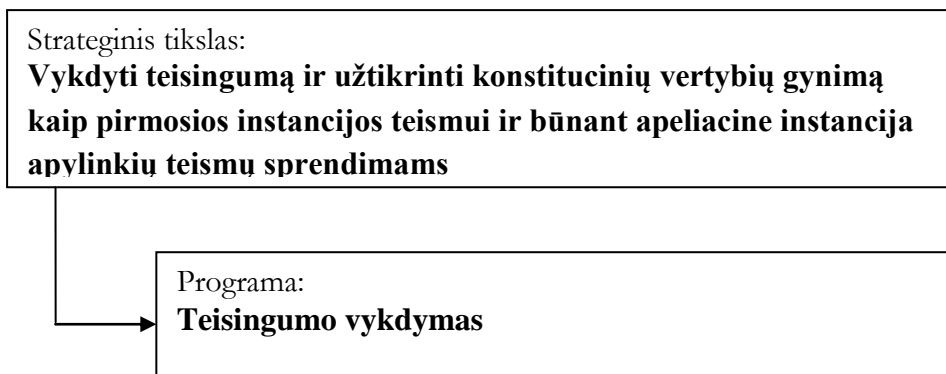 Strateginis tikslas:
Vykdyti teisingumą ir užtikrinti konstitucinių vertybių gynimą
kaip pirmosios instancijos teismui ir būnant apeliacine instancija
apylinkių teismų sprendimams
Programa:
Teisingumo vykdymas